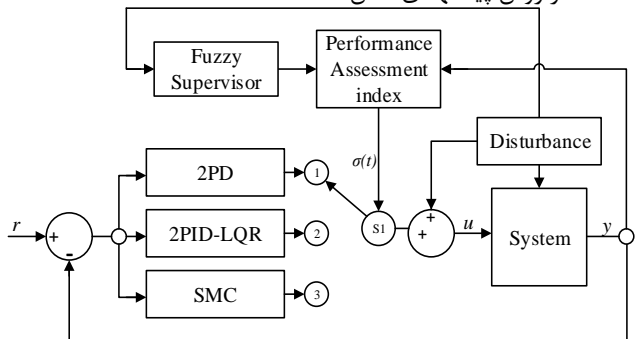 Fuzzy
Supervisor
Performance
Assessment
index
Disturbance
σ(t)
2PD
1
r
+
-
2PID-LQR
2
S1
+
+
u
System
y
SMC
3